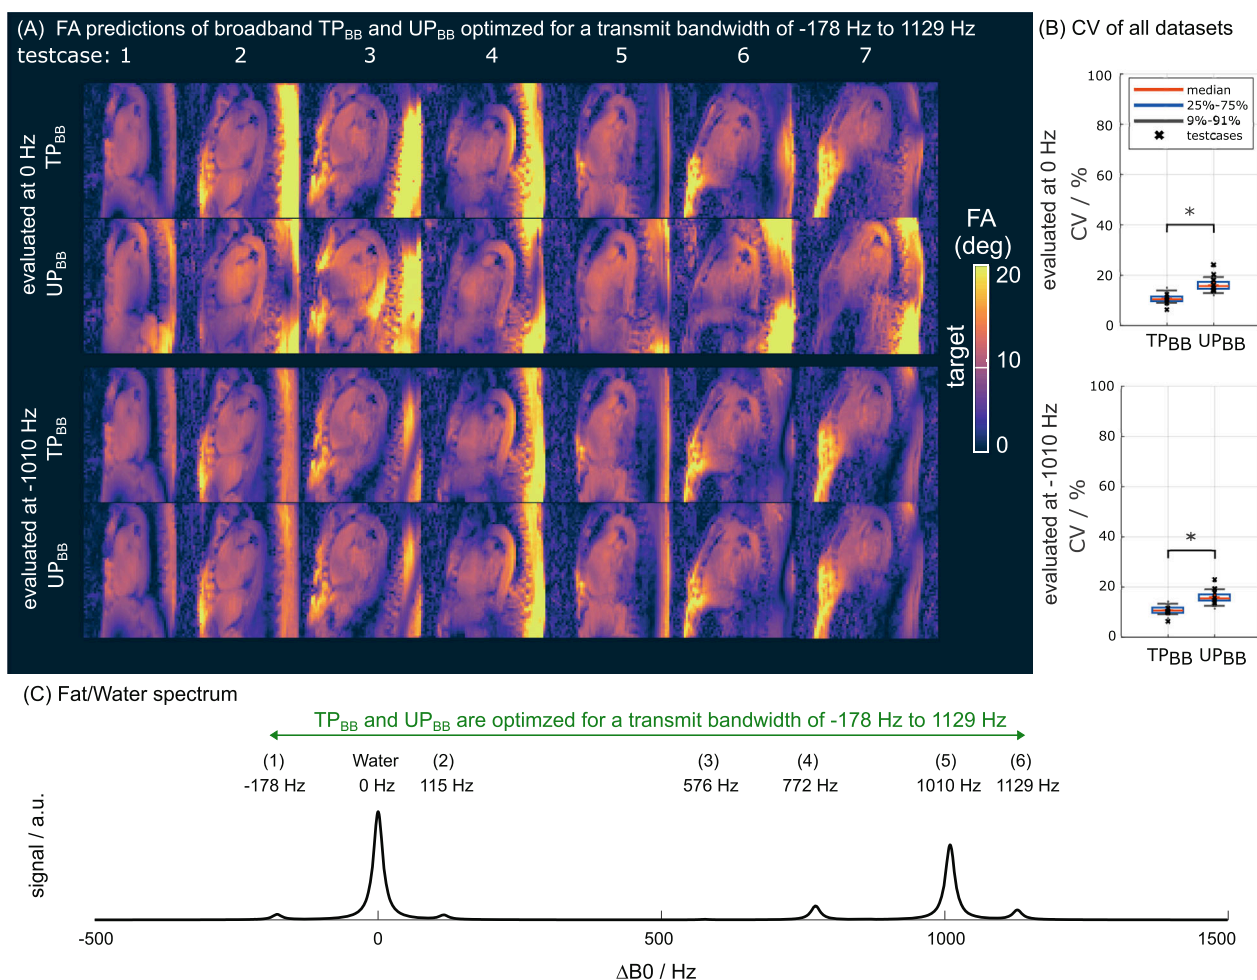 (A) FA predictions of broadband TPBB and UPBB optimzed for a transmit bandwidth of -178 Hz to 1129 Hz
testcase: 1 2 3 4 5 6 7
evaluated at 0 Hz
TPBB
UPBB
evaluated at -1010 Hz
TPBB
UPBB
FA
(deg)
20
10
0
target
(B) CV of all datasets
evaluated at 0 Hz
CV / %
100
80
60
40
20
0
median
25%-75%
9%-91%
testcases
*
TPBB UPBB
evaluated at -1010 Hz
CV / %
100
80
60
40
20
0
*
TPBB UPBB
(C) Fat/Water spectrum
TPBB and UPBB are optimzed for a transmit bandwidth of -178 Hz to 1129 Hz
(1) Water (2) (3) (4) (5) (6)
-178 Hz 0 Hz 115 Hz 576 Hz 772 Hz 1010 Hz 1129 Hz
signal / a.u.
-500 0 500 1000 1500
ΔB0 / Hz